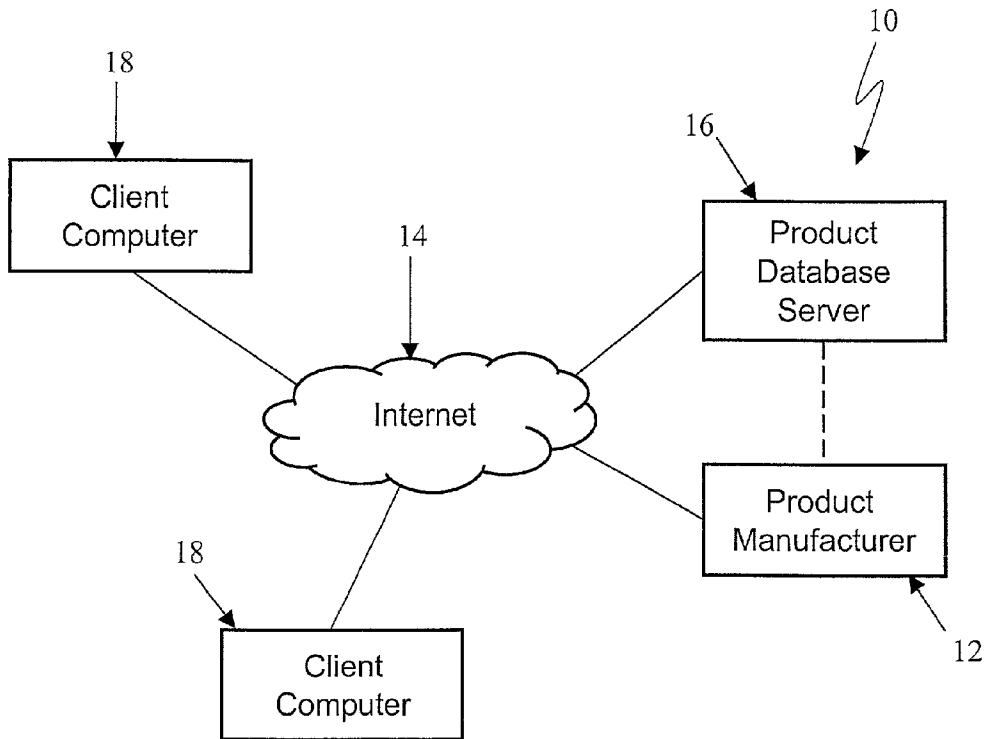 10
18
16
Client
Computer
Product
Database
Server
14
Internet
Product
Manufacturer
18
12
Client
Computer